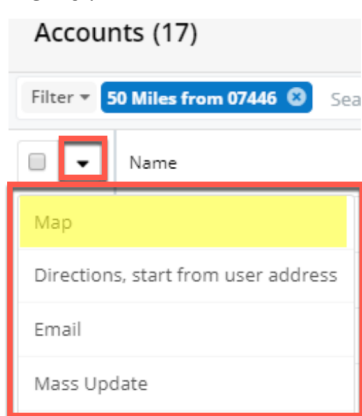 Accounts (17)
Filter 50 Miles from 07446 Sea
Name
Map
Directions, start from user address
Email
Mass Update